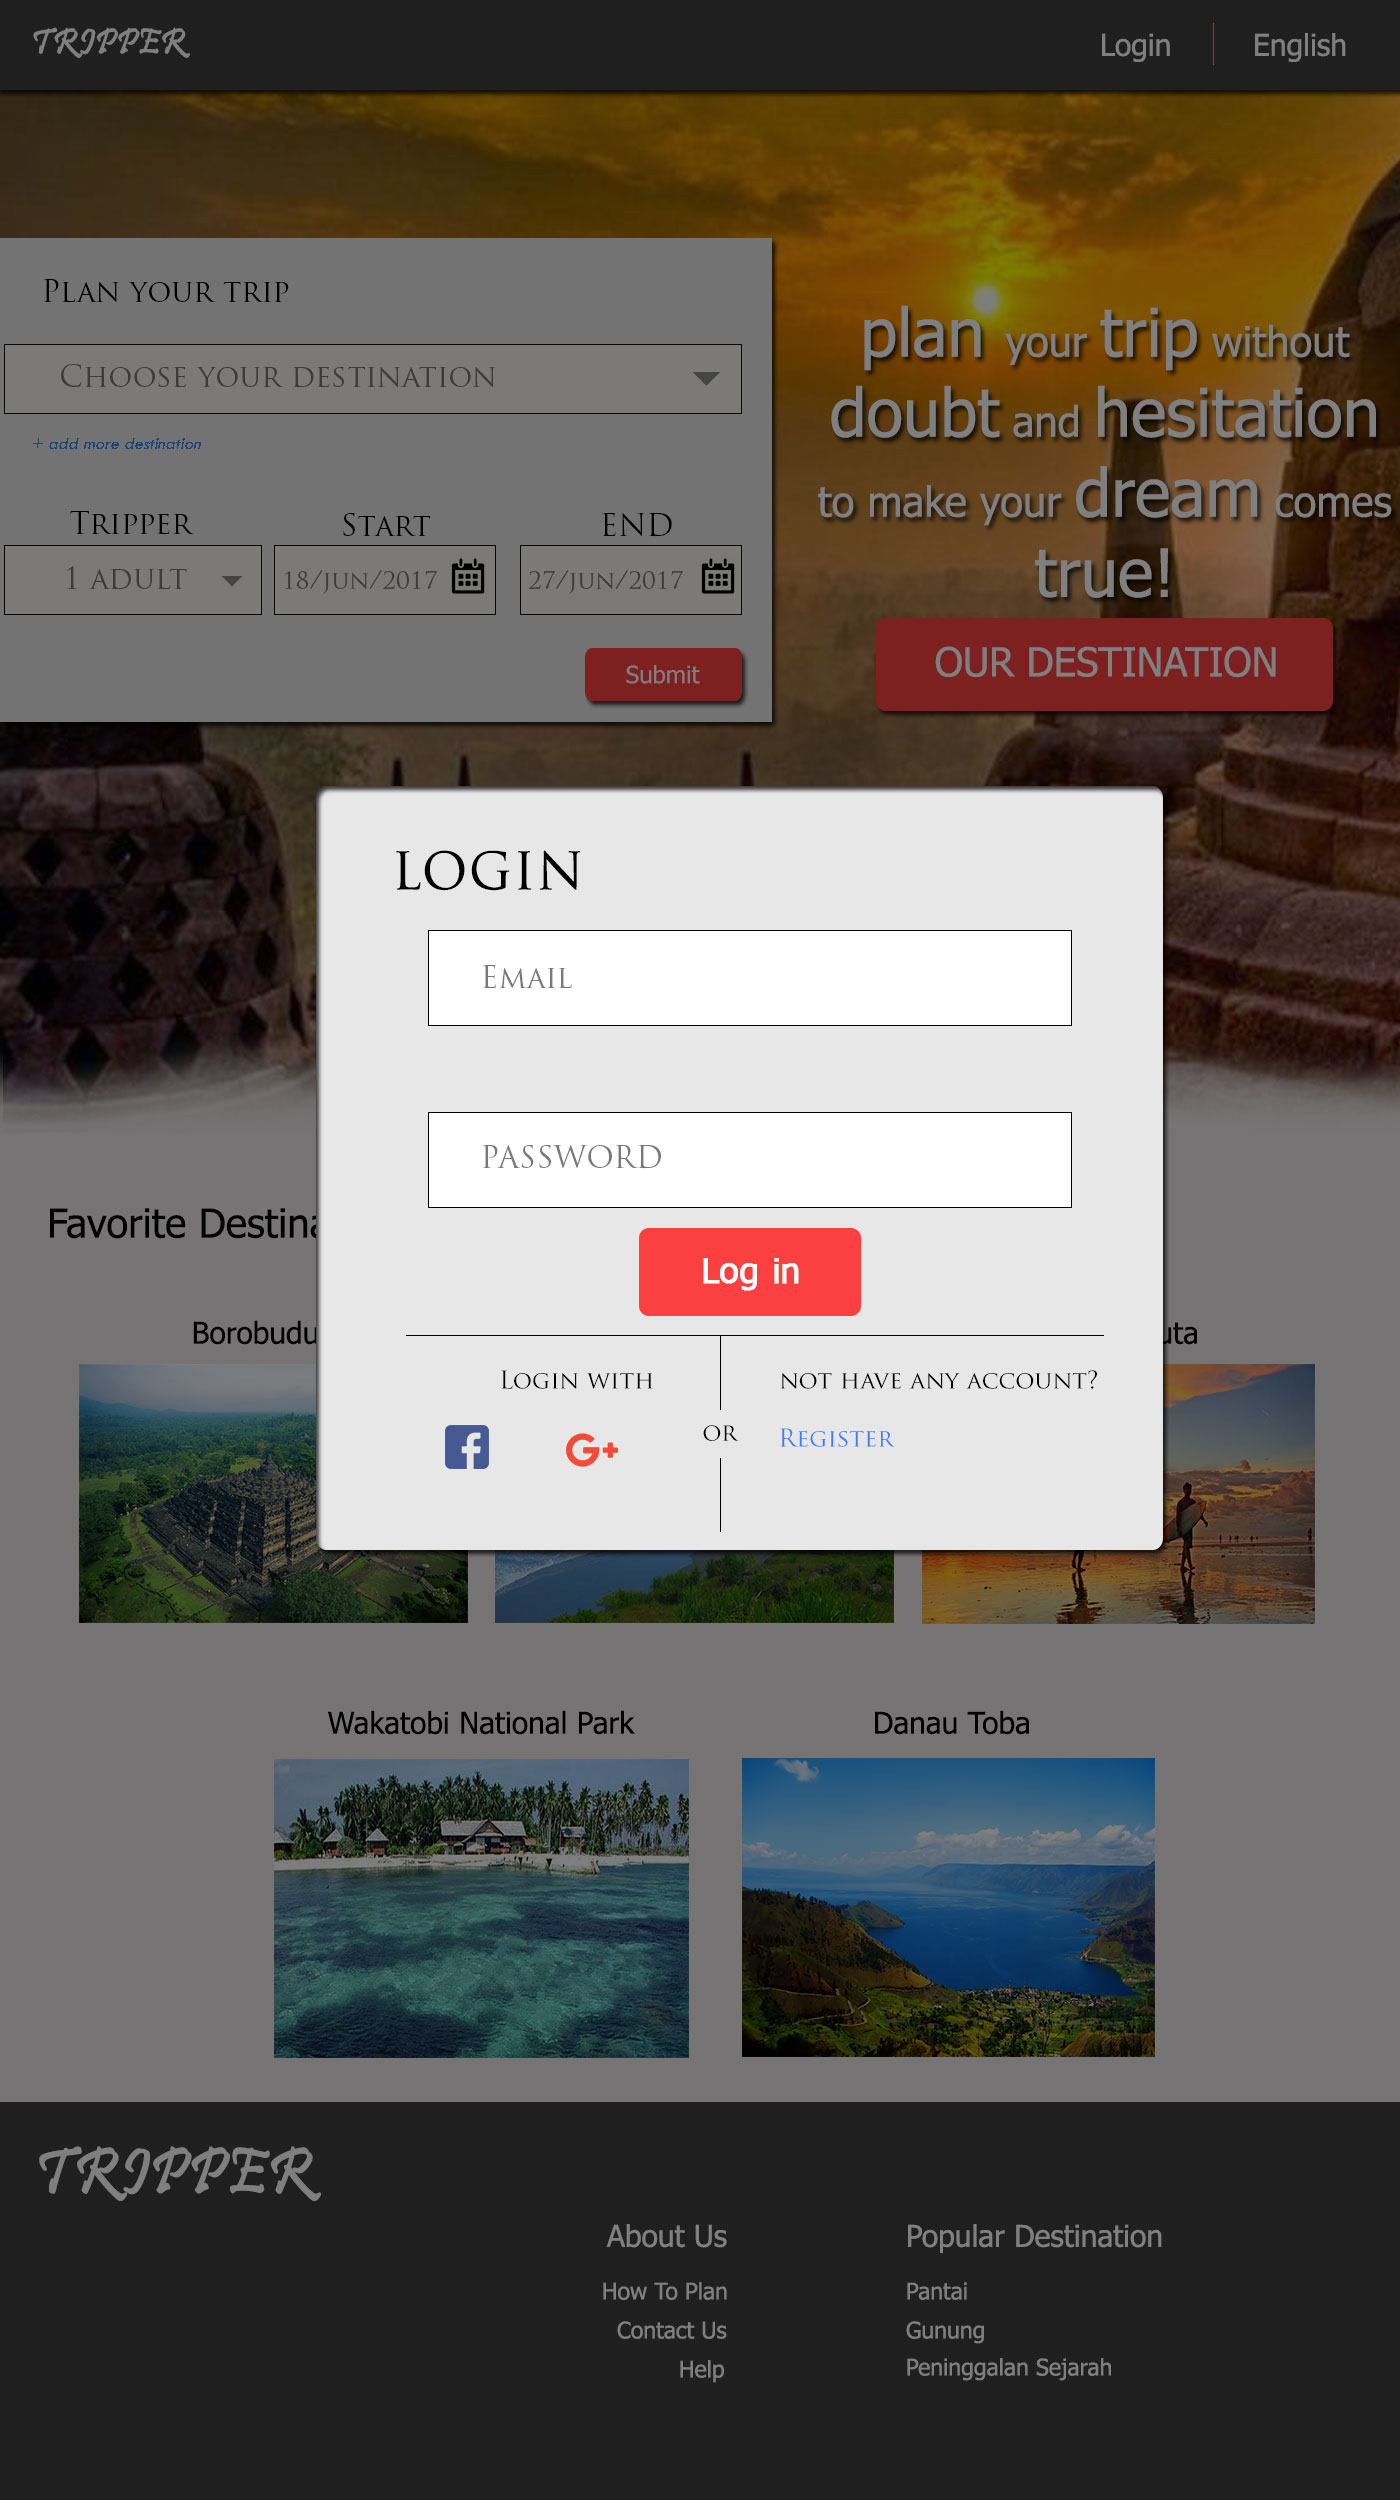 TRIPPER
Login
English
Plan your trip
Choose your destination
+ add more destination
Tripper
Start
END
1 adult
18/jun/2017
27/jun/2017
Submit
plan your trip without
doubt and hesitation
to make your dream comes
true!
OUR DESTINATION
LOGIN
Email
PASSWORD
Log in
Login with
not have any account?
or
Register
Favorite
Wakatobi National Park
Danau Toba
TRIPPER
About Us
How To Plan
Contact Us
Help
Popular Destination
Pantai
Gunung
Peninggalan Sejarah